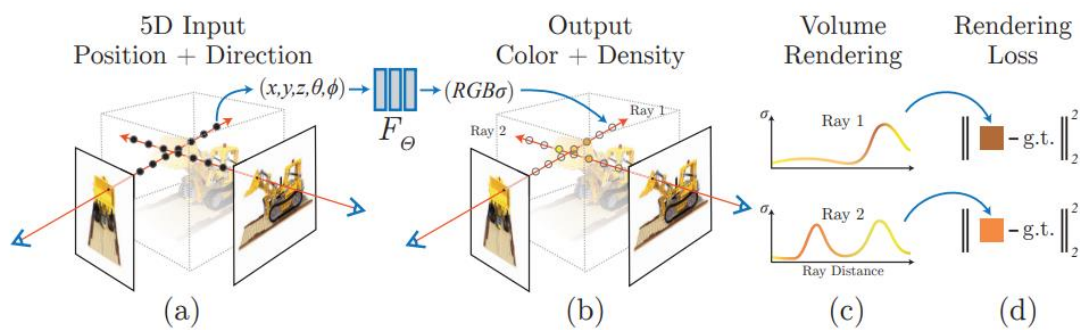 5D Input
Position + Direction
Output
Color + Density
Volume
Rendering
Rendering
Loss
(x,y,z,θ,ϕ)
F_Θ
(RGBσ)
Ray 1
Ray 2
σ
Ray 1
‖ – g.t. ‖₂²
σ
Ray 2
Ray Distance
‖ – g.t. ‖₂²
(a)
(b)
(c)
(d)